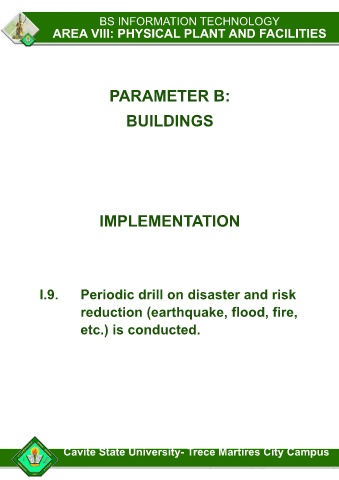 BS INFORMATION TECHNOLOGY
AREA VIII: PHYSICAL PLANT AND FACILITIES
PARAMETER B:
BUILDINGS
IMPLEMENTATION
I.9. Periodic drill on disaster and risk
reduction (earthquake, flood, fire,
etc.) is conducted.
Cavite State University- Trece Martires City Campus